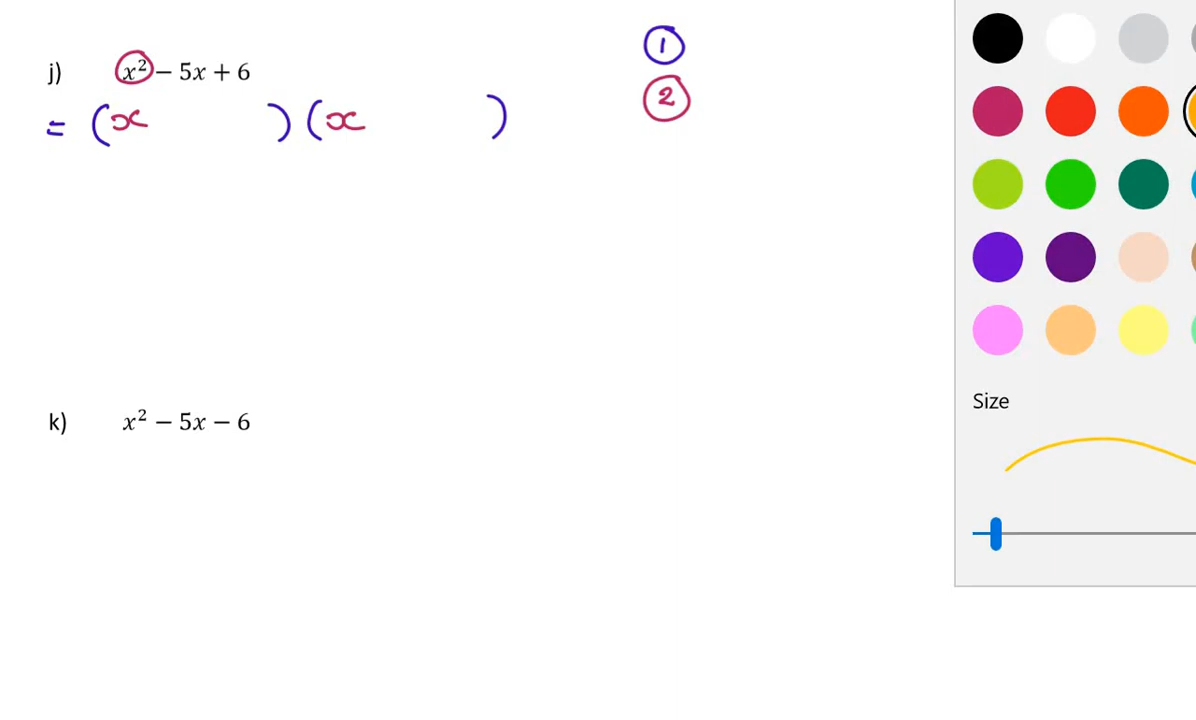 ①
j) x² − 5x + 6
②
= (x ) (x )
Size
k) x² − 5x − 6